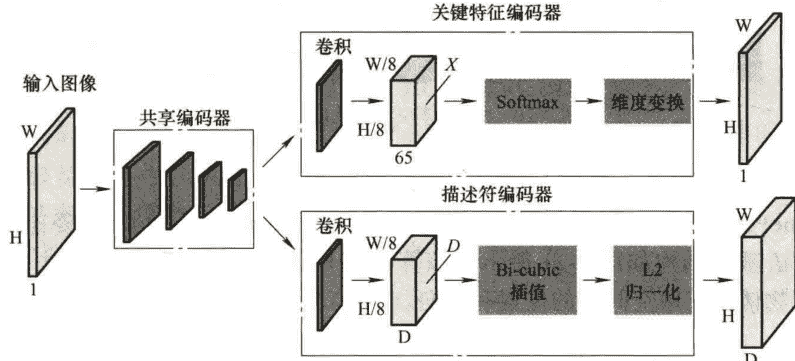 关键特征编码器
输入图像
W
H
1
共享编码器
卷积
W/8
X
H/8
65
Softmax
维度变换
W
H
1
描述符编码器
卷积
W/8
D
H/8
D
Bi-cubic
插值
L2
归一化
W
H
D